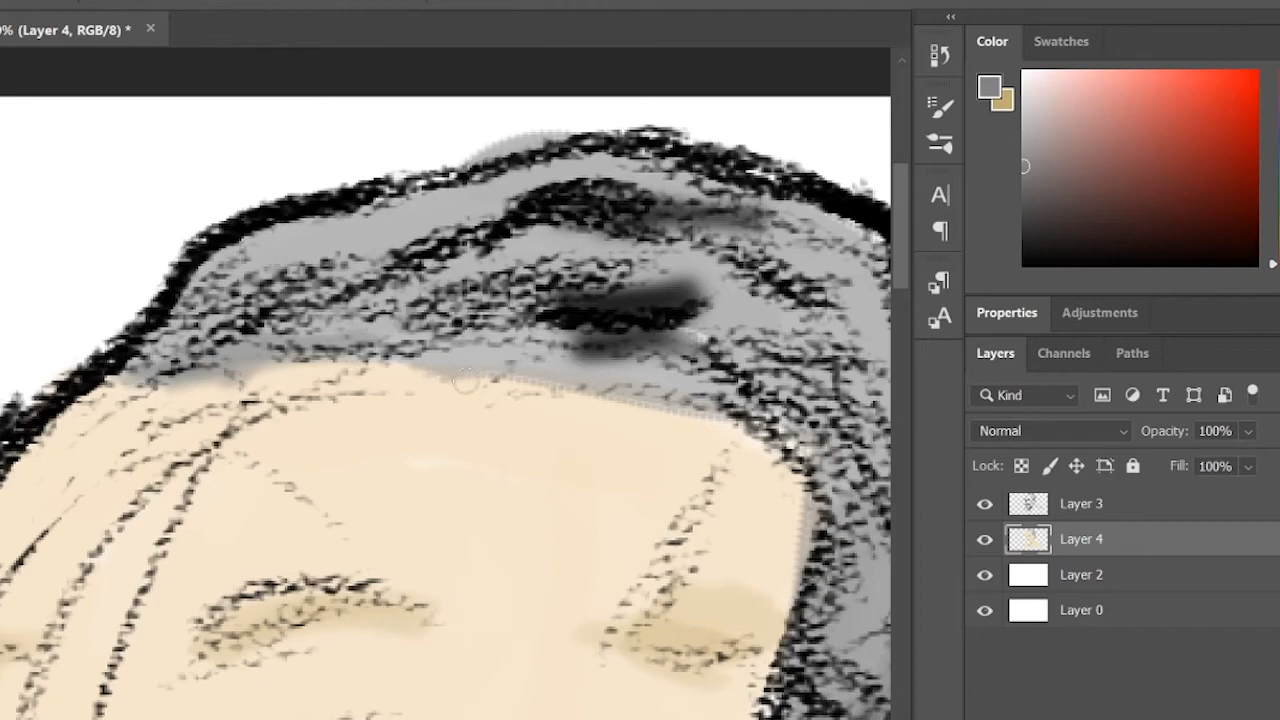 % (Layer 4, RGB/8) * ×
Color Swatches
Properties Adjustments
Layers Channels Paths
Kind
Normal Opacity: 100%
Lock: Fill: 100%
Layer 3
Layer 4
Layer 2
Layer 0